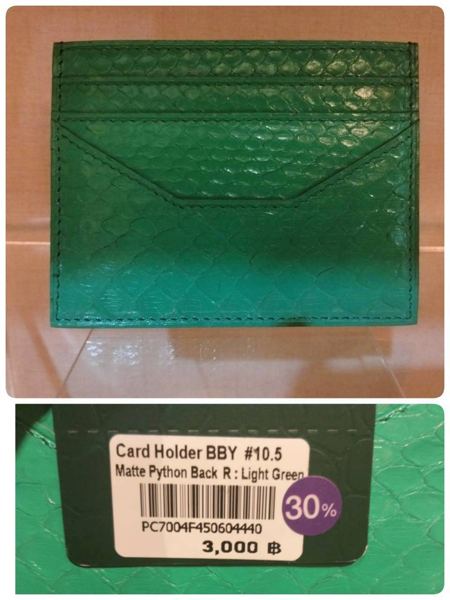 Card Holder BBY #10.5
Matte Python Back R : Light Green
30%
PC7004F450604440
3,000 ฿